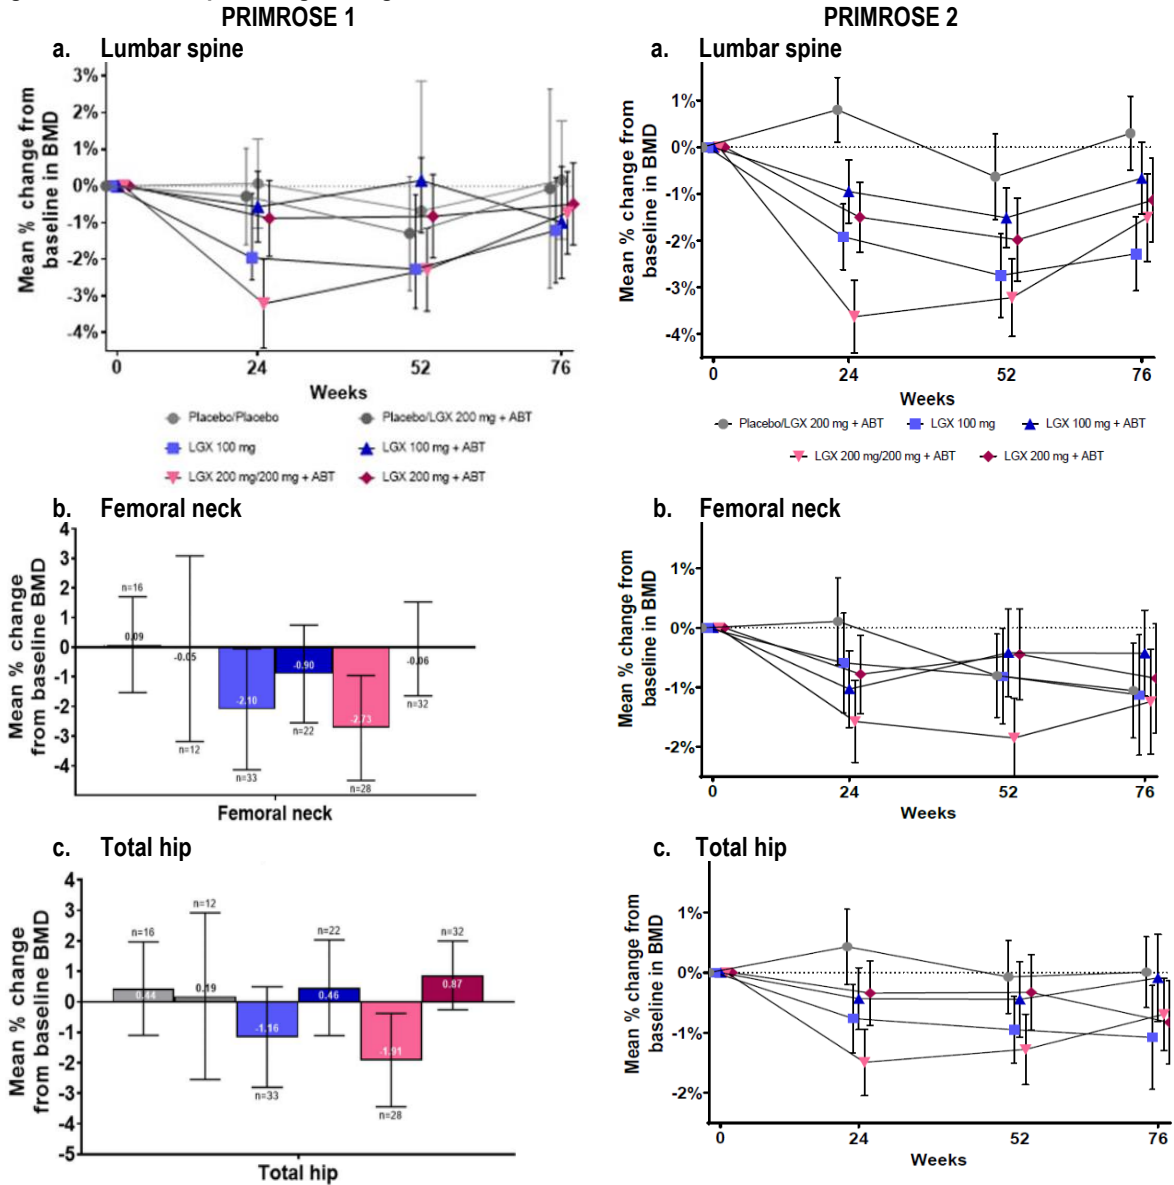 PRIMROSE 1
a. Lumbar spine
Mean % change from
baseline in BMD
3%
2%
1%
0%
-1%
-2%
-3%
-4%
0 24 52 76
Weeks
Placebo/Placebo Placebo/LGX 200 mg + ABT
LGX 100 mg LGX 100 mg + ABT
LGX 200 mg/200 mg + ABT LGX 200 mg + ABT
b. Femoral neck
Mean % change
from baseline BMD
4
3
2
1
0
-1
-2
-3
-4
n=16
0.09
-0.05
n=12
-2.10
n=33
-0.90
n=22
-2.73
n=28
-0.06
n=32
Femoral neck
c. Total hip
Mean % change
from baseline BMD
4
3
2
1
0
-1
-2
-3
-4
-5
n=16
0.44
n=12
0.19
-1.16
n=33
n=22
0.46
-1.91
n=28
n=32
0.87
Total hip
PRIMROSE 2
a. Lumbar spine
Mean % change from
baseline in BMD
1%
0%
-1%
-2%
-3%
-4%
0 24 52 76
Weeks
Placebo/LGX 200 mg + ABT LGX 100 mg LGX 100 mg + ABT
LGX 200 mg/200 mg + ABT LGX 200 mg + ABT
b. Femoral neck
Mean % change from
baseline in BMD
1%
0%
-1%
-2%
0 24 52 76
Weeks
c. Total hip
Mean % change from
baseline in BMD
1%
0%
-1%
-2%
0 24 52 76
Weeks